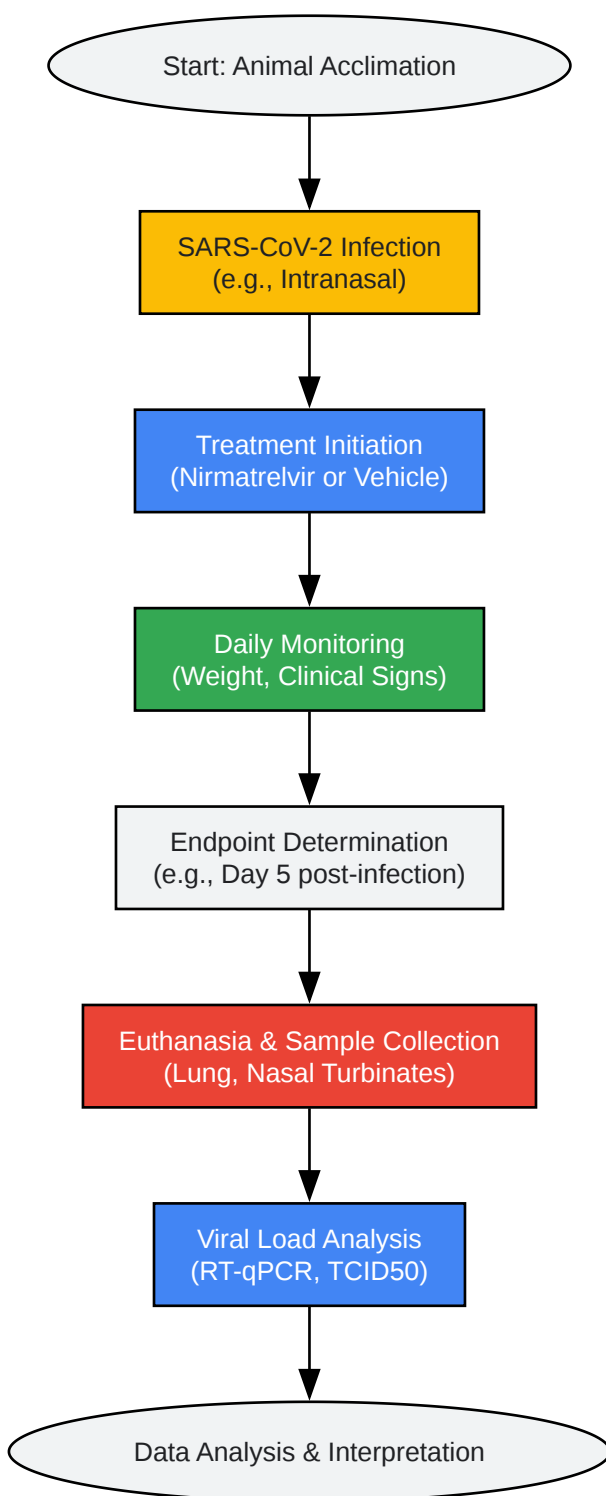 Start: Animal Acclimation
SARS-CoV-2 Infection
(e.g., Intranasal)
Treatment Initiation
(Nirmatrelvir or Vehicle)
Daily Monitoring
(Weight, Clinical Signs)
Endpoint Determination
(e.g., Day 5 post-infection)
Euthanasia & Sample Collection
(Lung, Nasal Turbinates)
Viral Load Analysis
(RT-qPCR, TCID50)
Data Analysis & Interpretation